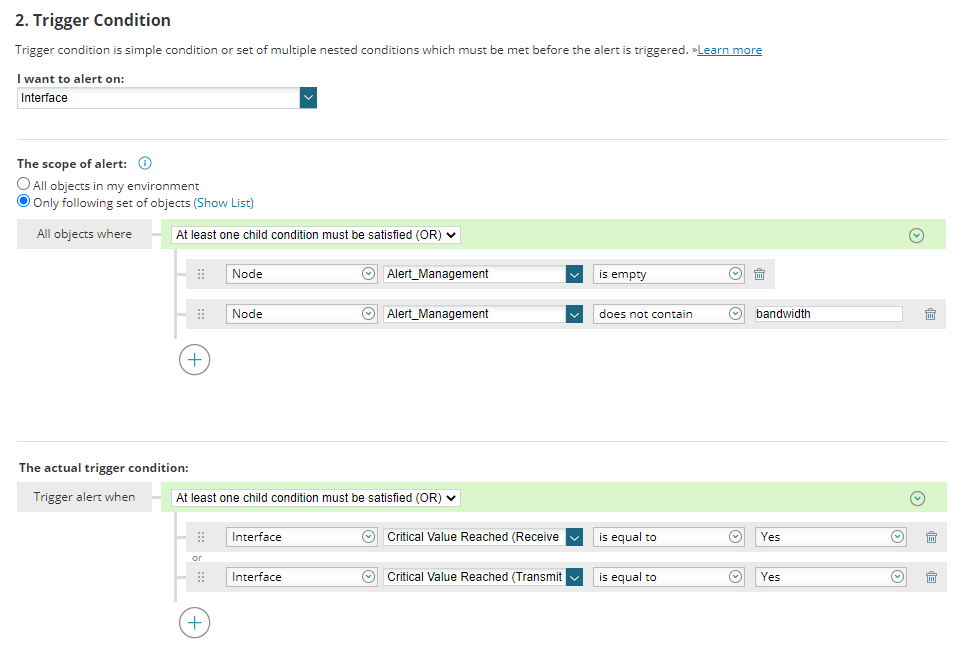 2. Trigger Condition
Trigger condition is simple condition or set of multiple nested conditions which must be met before the alert is triggered. »Learn more
I want to alert on:
Interface
The scope of alert:
All objects in my environment
Only following set of objects (Show List)
All objects where At least one child condition must be satisfied (OR)
Node Alert_Management is empty
Node Alert_Management does not contain bandwidth
The actual trigger condition:
Trigger alert when At least one child condition must be satisfied (OR)
Interface Critical Value Reached (Receive is equal to Yes
or
Interface Critical Value Reached (Transmit is equal to Yes